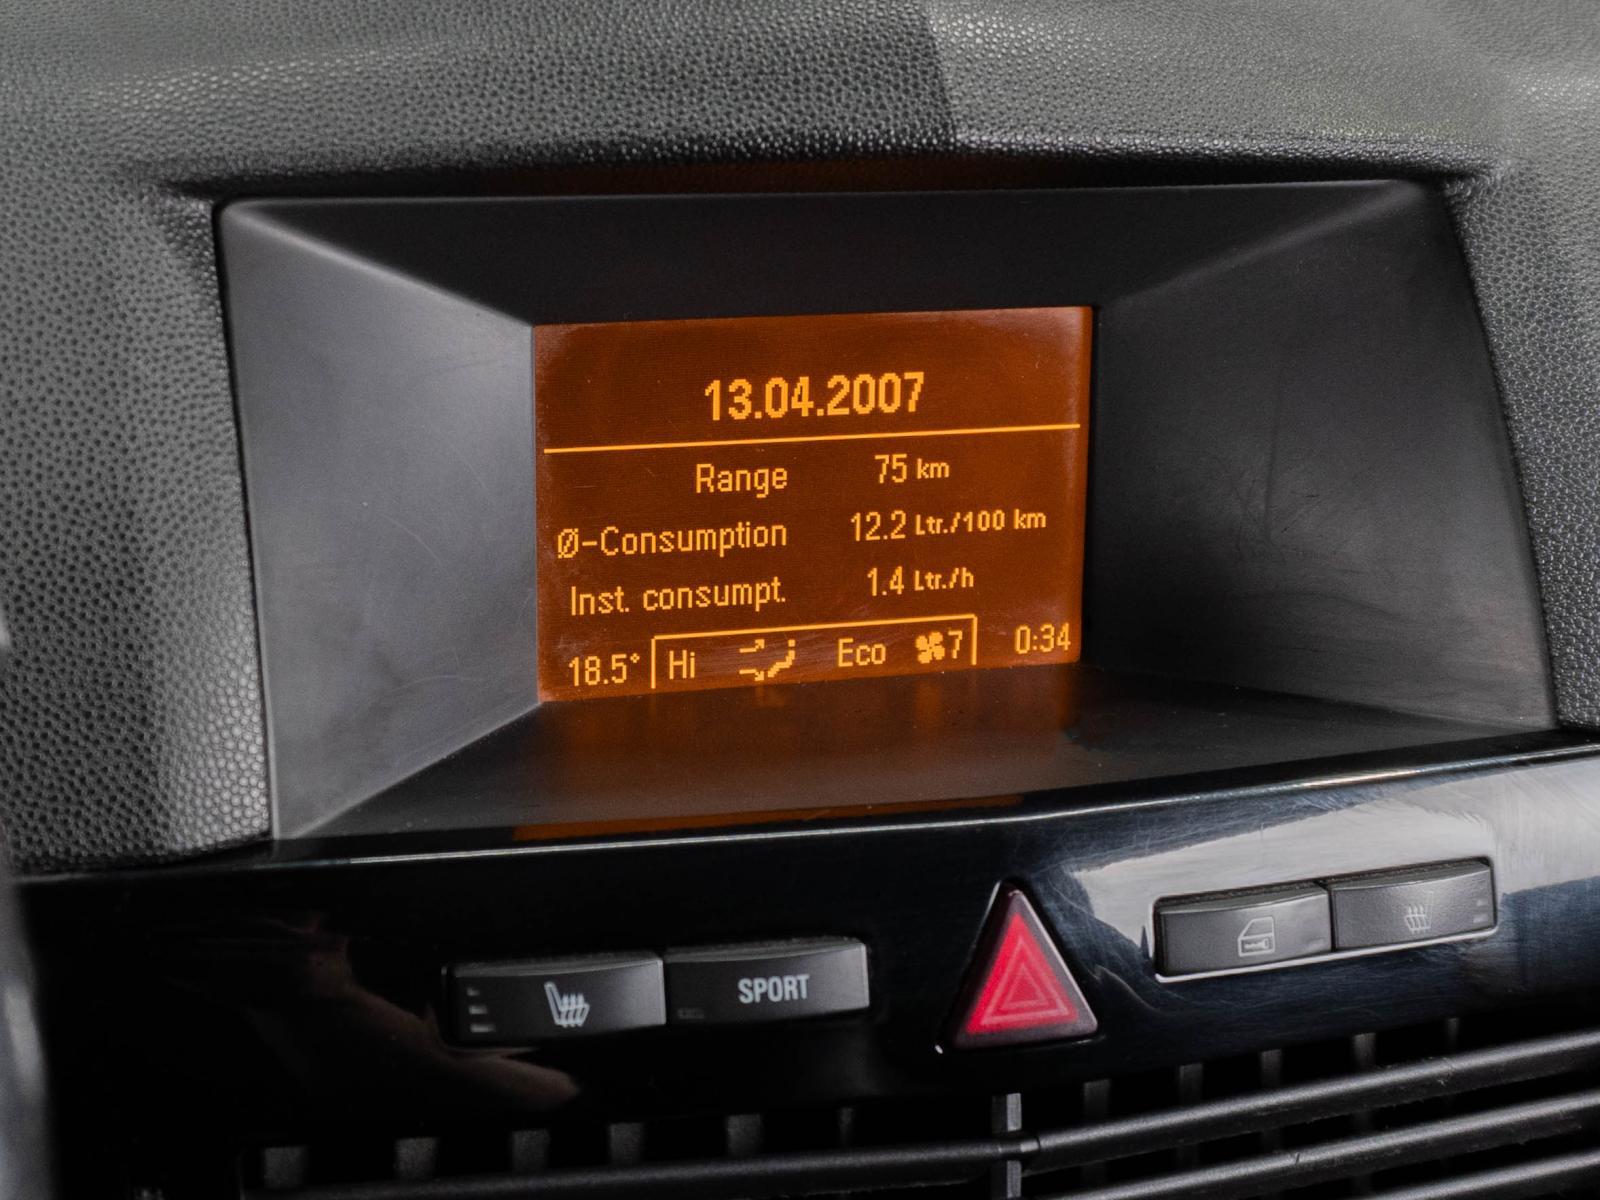 13.04.2007
Range 75 km
Ø-Consumption 12.2 Ltr./100 km
Inst. consumpt. 1.4 Ltr./h
18.5° Hi Eco 7 0:34
SPORT